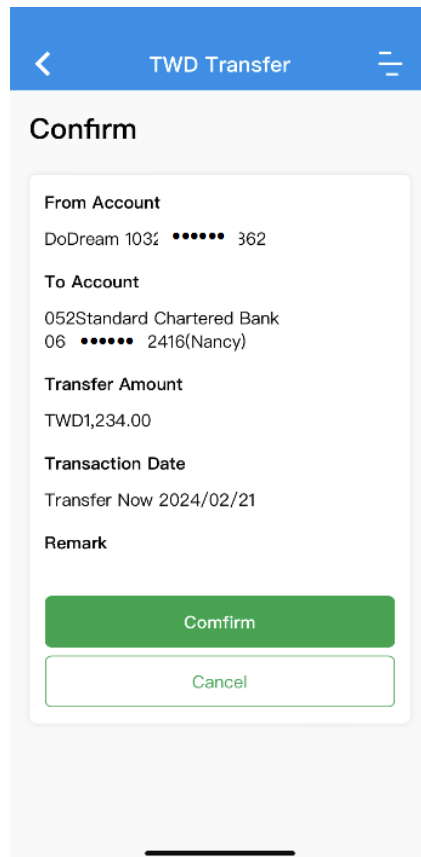 TWD Transfer
Confirm
From Account
DoDream 1032 •••••• 362
To Account
052Standard Chartered Bank
06 •••••• 2416(Nancy)
Transfer Amount
TWD1,234.00
Transaction Date
Transfer Now 2024/02/21
Remark
Comfirm
Cancel